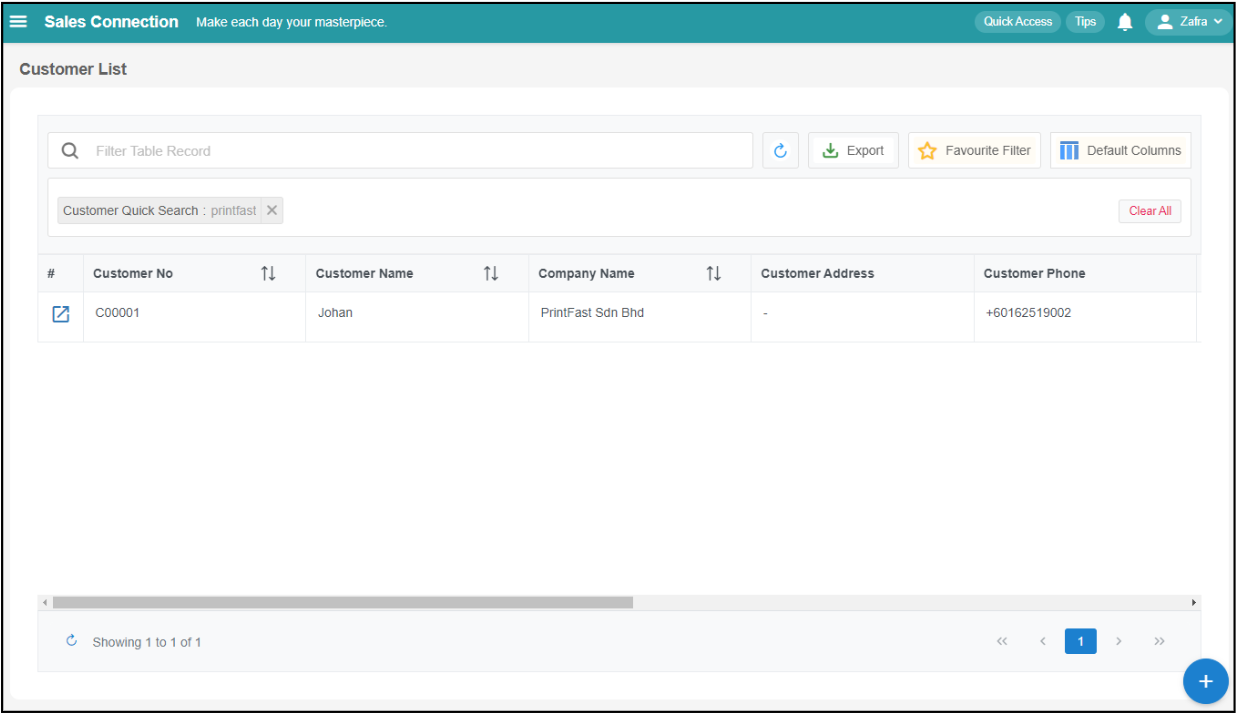 Sales Connection Make each day your masterpiece. Quick Access Tips Zafra
Customer List
Filter Table Record Export Favourite Filter Default Columns
Customer Quick Search : printfast Clear All
# Customer No Customer Name Company Name Customer Address Customer Phone
C00001 Johan PrintFast Sdn Bhd - +60162519002
Showing 1 to 1 of 1 << < 1 > >>
+